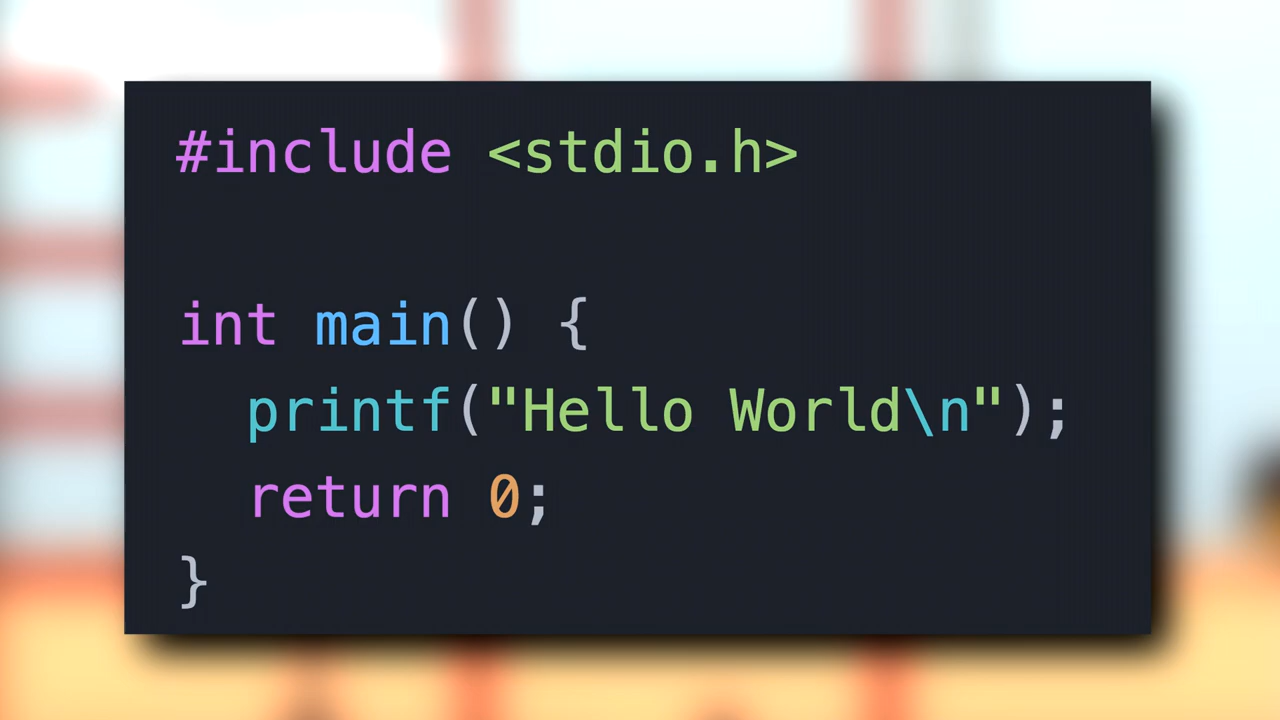 #include <stdio.h>
int main() {
  printf("Hello World\n");
  return 0;
}